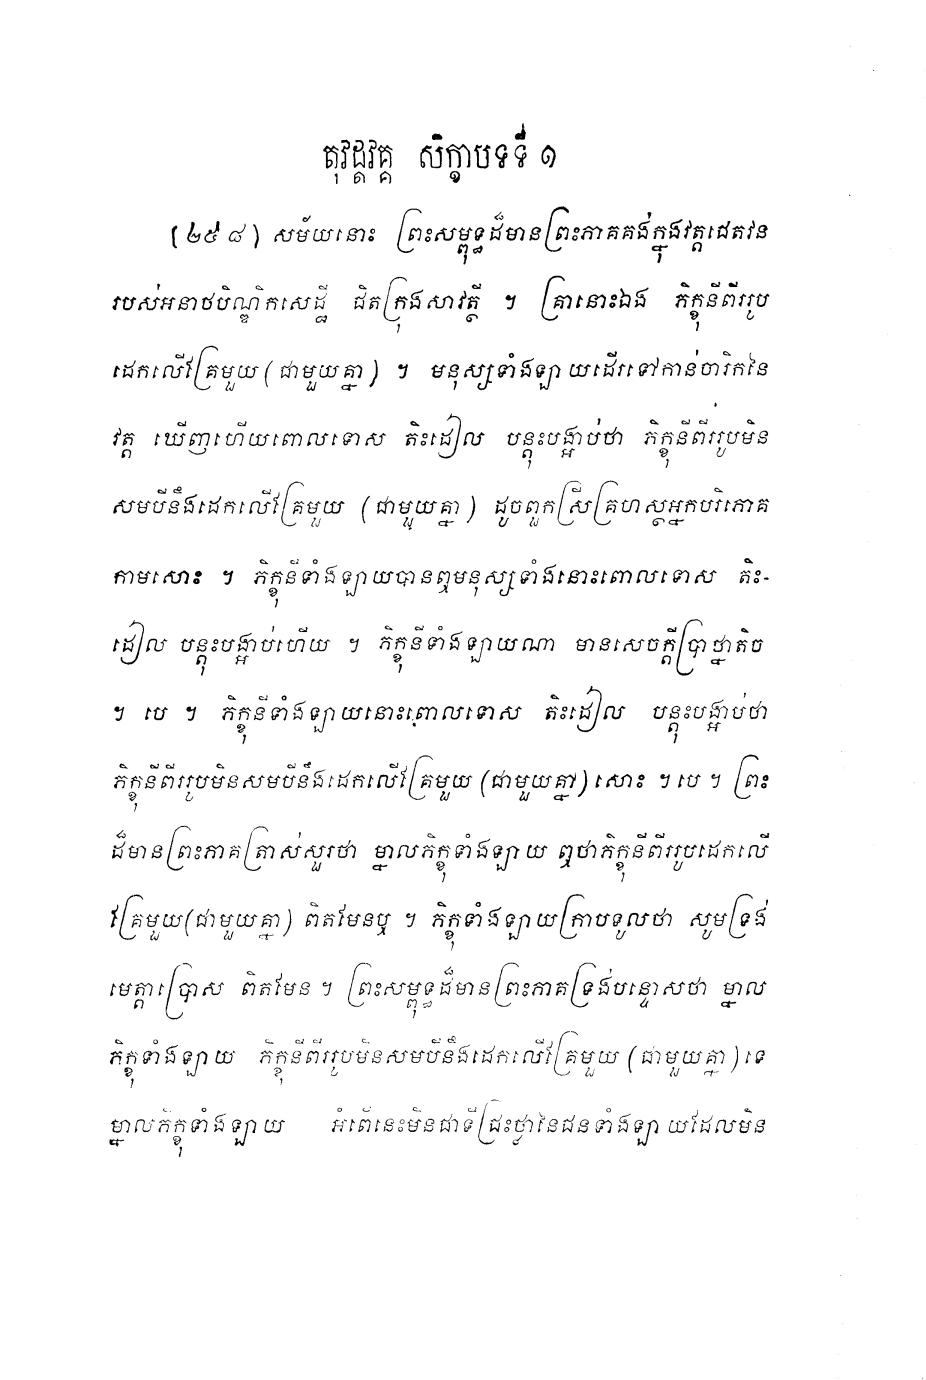 តុវដ្តវគ្គ សិក្ខាបទទី ១
(២៥៨) សម័យនោះ ព្រះសម្ពុទ្ធដ៏មានព្រះភាគគង់ក្នុងវត្តជេតវន
របស់អនាថបិណ្ឌិកសេដ្ឋី ជិតក្រុងសាវត្ថី ។ គ្រានោះឯង ភិក្ខុនីពីររូប
ដេកលើគ្រែមួយ (ជាមួយគ្នា) ។ មនុស្សទាំងឡាយដើរទៅកាន់ចារិកនៃ
វត្ត ឃើញហើយពោលទោស តិះដៀល បន្តុះបង្អាប់ថា ភិក្ខុនីពីររូបមិន
សមបីនឹងដេកលើគ្រែមួយ (ជាមួយគ្នា) ដូចពួកស្រីគ្រហស្ថអ្នកបរិភោគ
កាមសោះ ។ ភិក្ខុនីទាំងឡាយបានឮមនុស្សទាំងនោះពោលទោស តិះ-
ដៀល បន្តុះបង្អាប់ហើយ ។ ភិក្ខុនីទាំងឡាយណា មានសេចក្តីប្រាថ្នាតិច
។ បេ ។ ភិក្ខុនីទាំងឡាយនោះពោលទោស តិះដៀល បន្តុះបង្អាប់ថា
ភិក្ខុនីពីររូបមិនសមបីនឹងដេកលើគ្រែមួយ (ជាមួយគ្នា) សោះ ។ បេ ។ ព្រះ
ដ៏មានព្រះភាគត្រាស់សួរថា ម្នាលភិក្ខុទាំងឡាយ ឮថាភិក្ខុនីពីររូបដេកលើ
គ្រែមួយ (ជាមួយគ្នា) ពិតមែនឬ ។ ភិក្ខុទាំងឡាយក្រាបទូលថា សូមទ្រង់
មេត្តាប្រោស ពិតមែន ។ ព្រះសម្ពុទ្ធដ៏មានព្រះភាគទ្រង់បន្ទោសថា ម្នាល
ភិក្ខុទាំងឡាយ ភិក្ខុនីពីររូបមិនសមបីនឹងដេកលើគ្រែមួយ (ជាមួយគ្នា) ទេ
ម្នាលភិក្ខុទាំងឡាយ អំពើនេះមិនជាទីជ្រះថ្លានៃជនទាំងឡាយដែលមិន